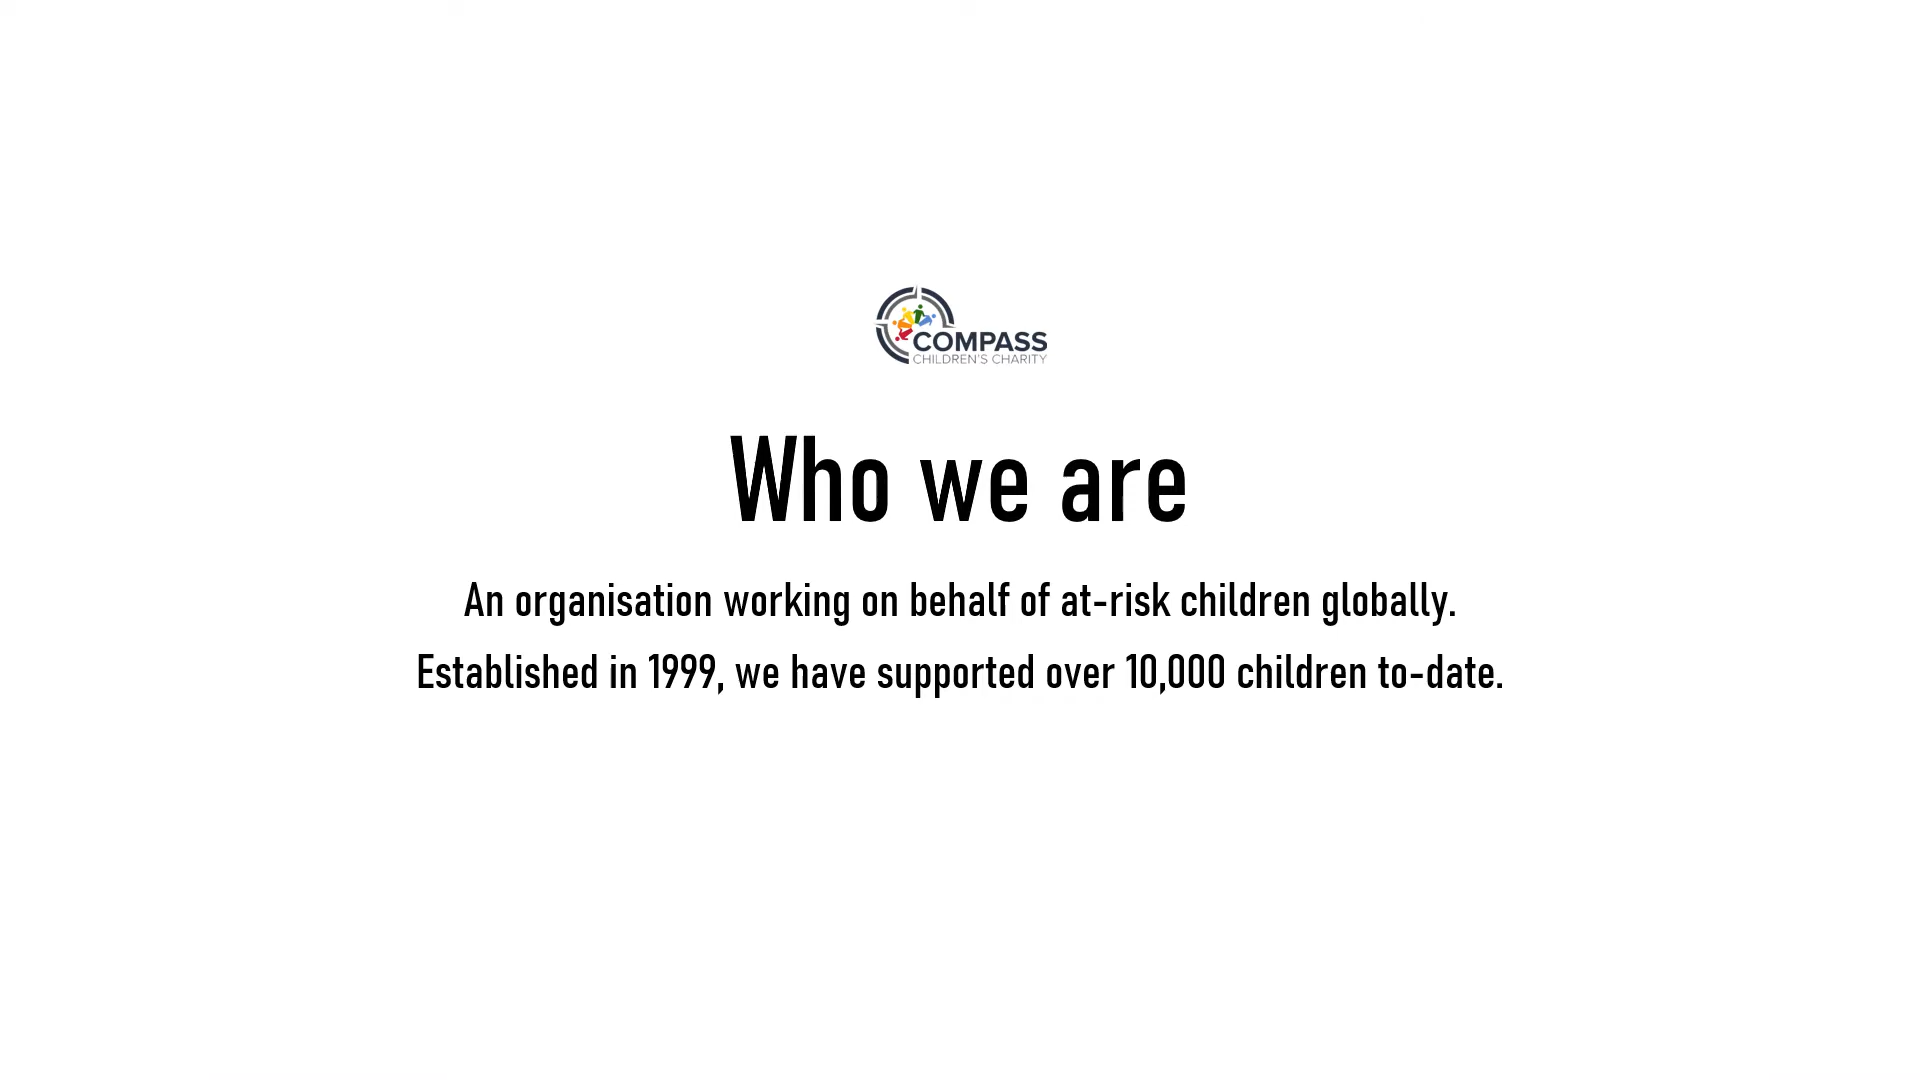 COMPASS
CHILDREN'S CHARITY
Who we are
An organisation working on behalf of at-risk children globally.
Established in 1999, we have supported over 10,000 children to-date.